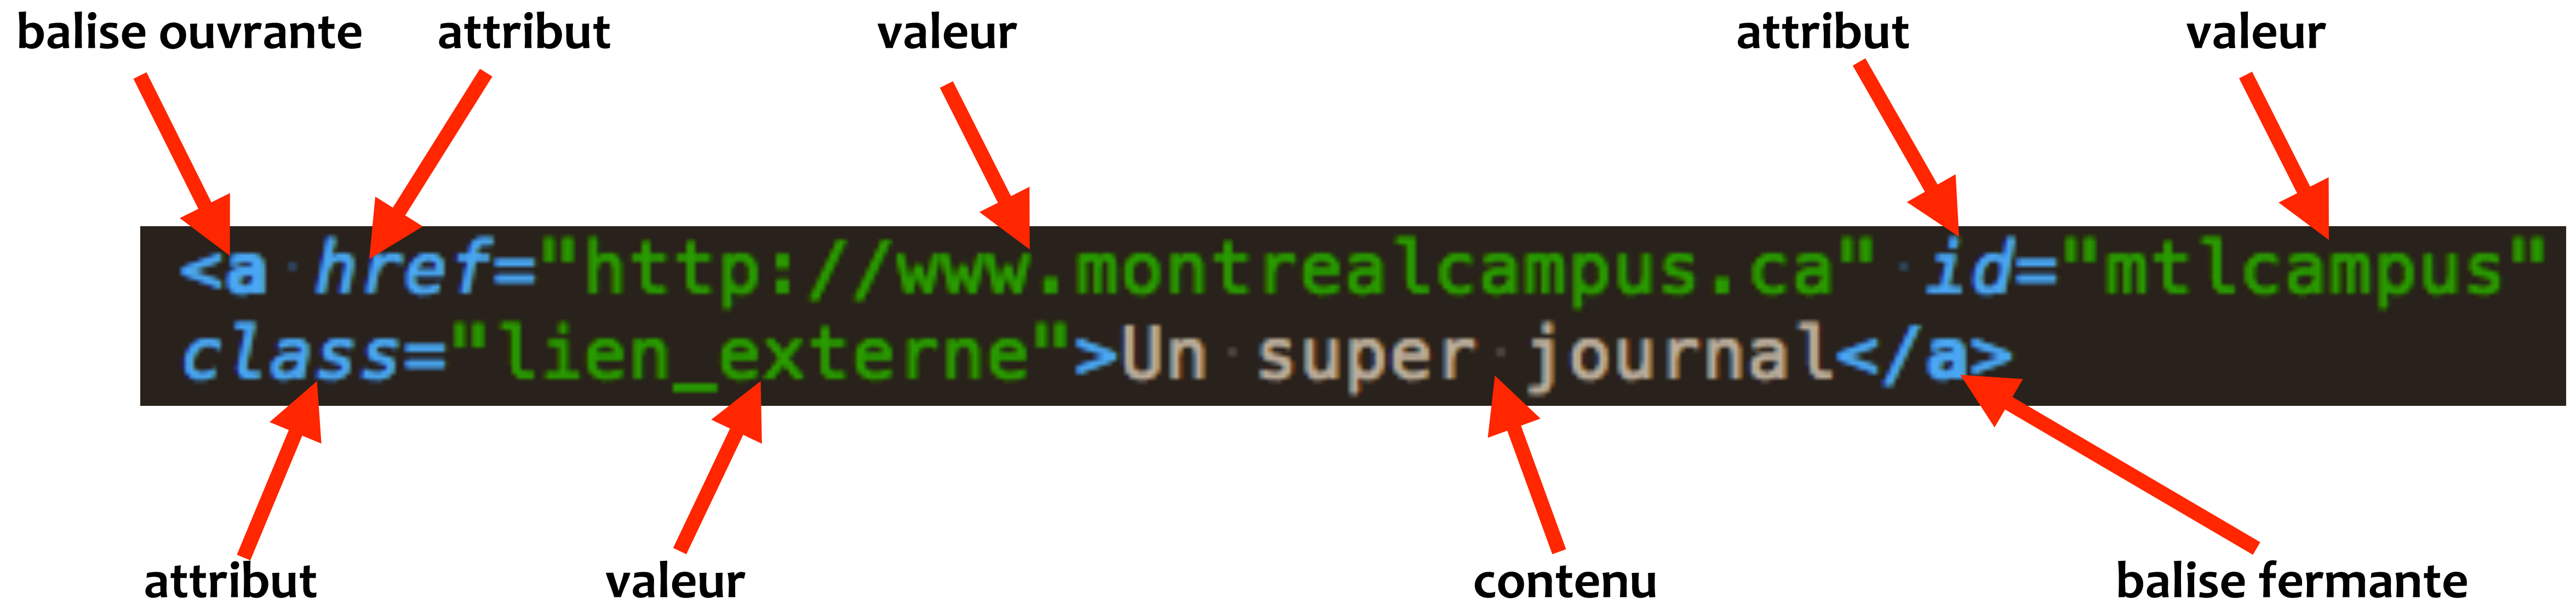 balise ouvrante attribut valeur attribut valeur
<a href="http://www.montrealcampus.ca" id="mtlcampus"
class="lien_externe">Un super journal</a>
attribut valeur contenu balise fermante